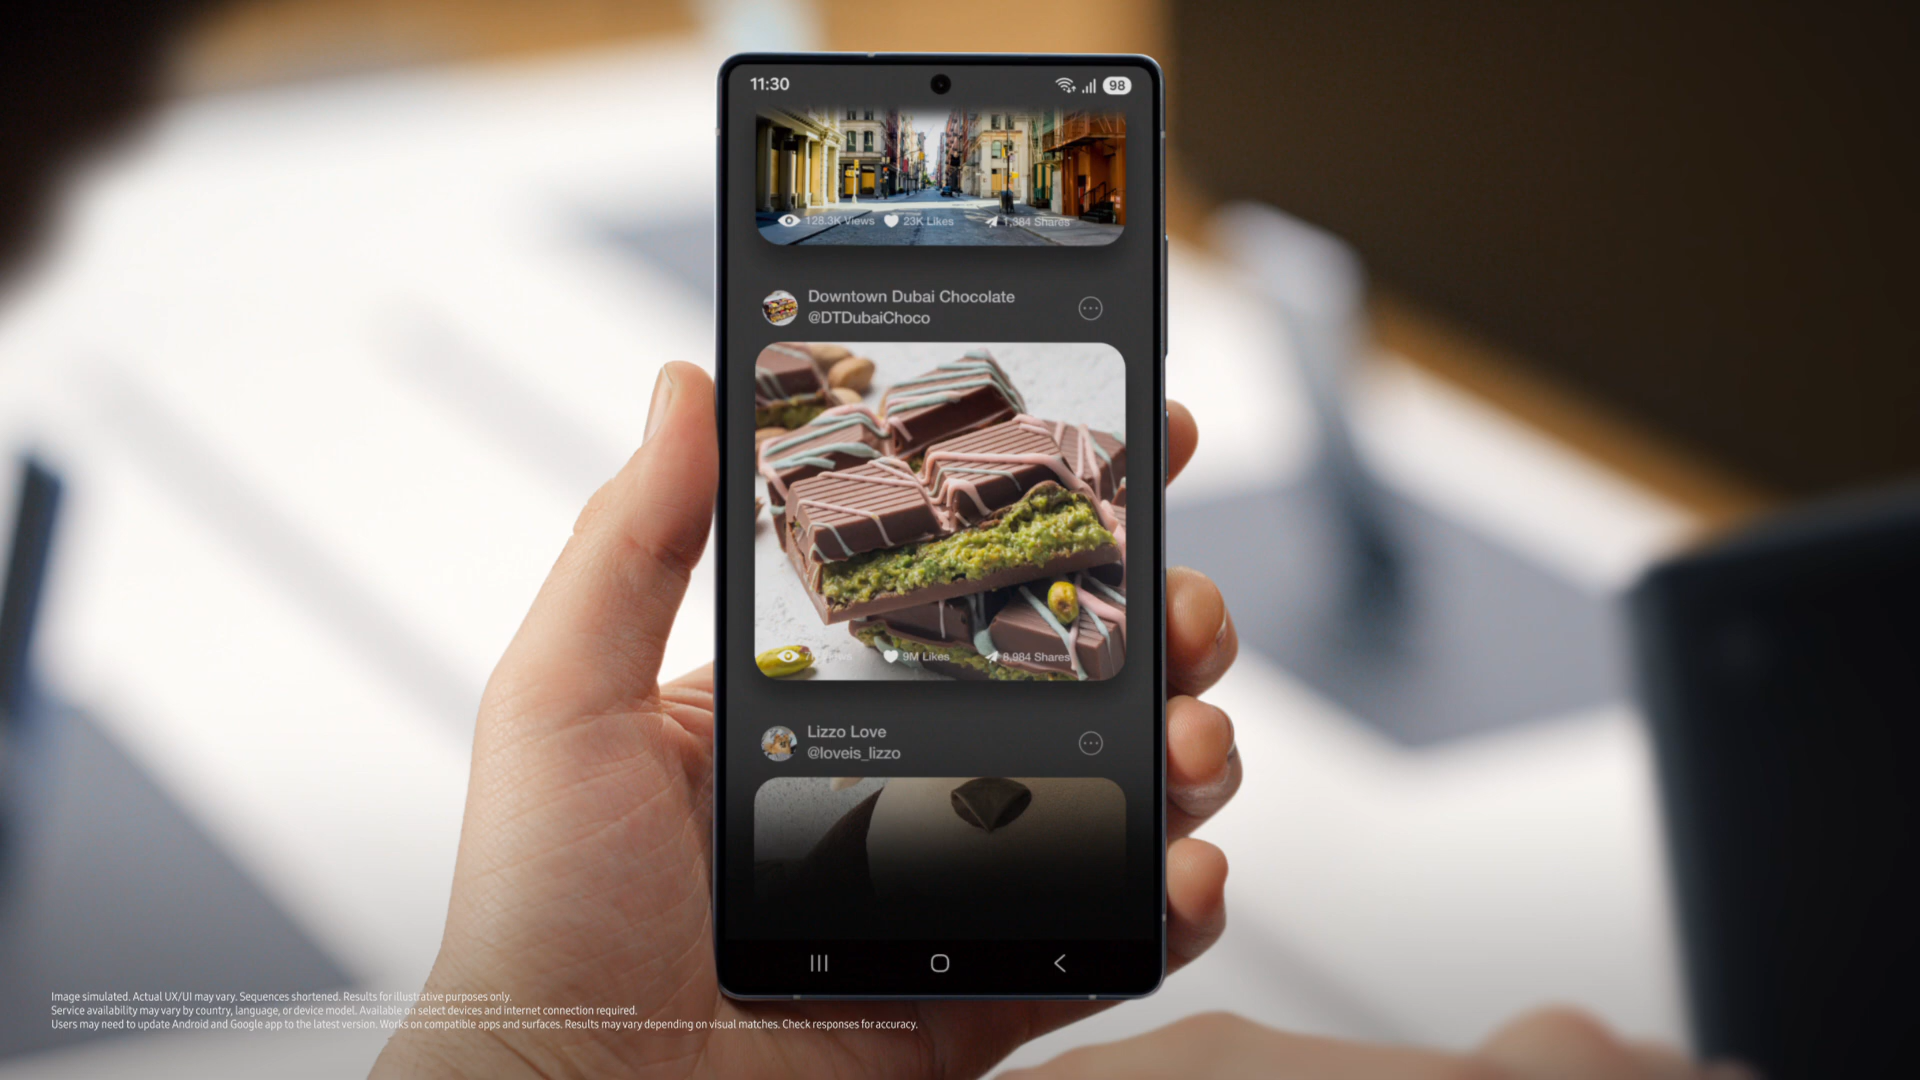 11:30
98
128.3K Views 23K Likes 1,384 Shares
Downtown Dubai Chocolate
@DTDubaiChoco
9M Likes 8,984 Shares
Lizzo Love
@loveis_lizzo
Image simulated. Actual UX/UI may vary. Sequences shortened. Results for illustrative purposes only.
Service availability may vary by country, language, or device model. Available on select devices and internet connection required.
Users may need to update Android and Google app to the latest version. Works on compatible apps and surfaces. Results may vary depending on visual matches. Check responses for accuracy.